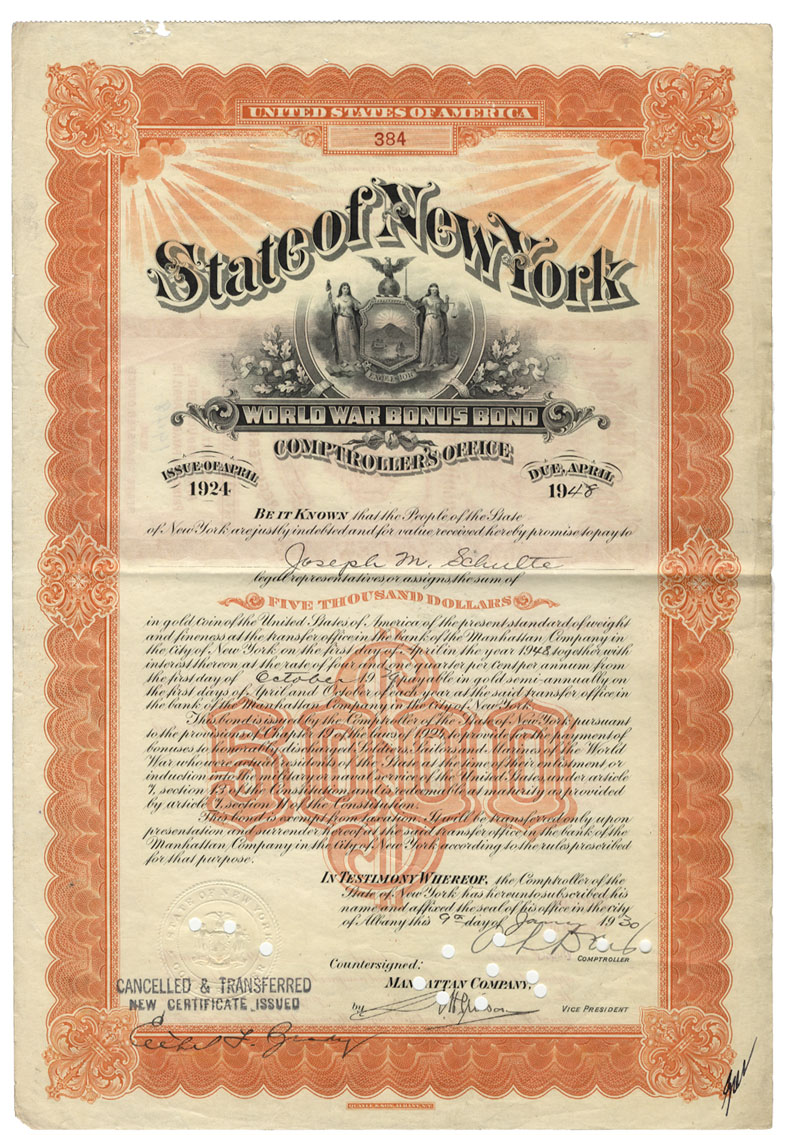 UNITED STATES OF AMERICA
384
State of New York
EXCELSIOR
WORLD WAR BONUS BOND
COMPTROLLER'S OFFICE
ISSUE OF APRIL
1924
DUE, APRIL
1948
BE IT KNOWN that the People of the State
of New York are justly indebted and for value received hereby promise to pay to
Joseph M. Schulte
legal representatives or assigns the sum of
FIVE THOUSAND DOLLARS
in gold coin of the United States of America of the present standard of weight
and fineness at the transfer office in the bank of the Manhattan Company in
the City of New York on the first day of April in the year 1948 together with
interest thereon at the rate of four and one quarter per cent per annum from
the first day of October 19 payable in gold semi-annually on
the first days of April and October of each year at the said transfer office in
the bank of the Manhattan Company in the City of New York.
This bond is issued by the Comptroller of the State of New York pursuant
to the provisions of Chapter 19 of the laws of 1924 to provide for the payment of
bonuses to honorably discharged Soldiers, Sailors and Marines of the World
War who were actual residents of the State at the time of their enlistment or
induction into the military or naval service of the United States under article
7, section 13 of the Constitution and is redeemable at maturity as provided
by article 7, section 11 of the Constitution.
This bond is exempt from taxation. It will be transferred only upon
presentation and surrender hereof at the said transfer office in the bank of the
Manhattan Company in the City of New York according to the rules prescribed
for that purpose.
$5000
IN TESTIMONY WHEREOF, the Comptroller of the
State of New York has hereunto subscribed his
name and affixed the seal of his office in the city
of Albany this 9th day of 1930
COMPTROLLER
Countersigned:
MANHATTAN COMPANY,
by
VICE PRESIDENT
OF NEW YORK
CANCELLED & TRANSFERRED
NEW CERTIFICATE ISSUED